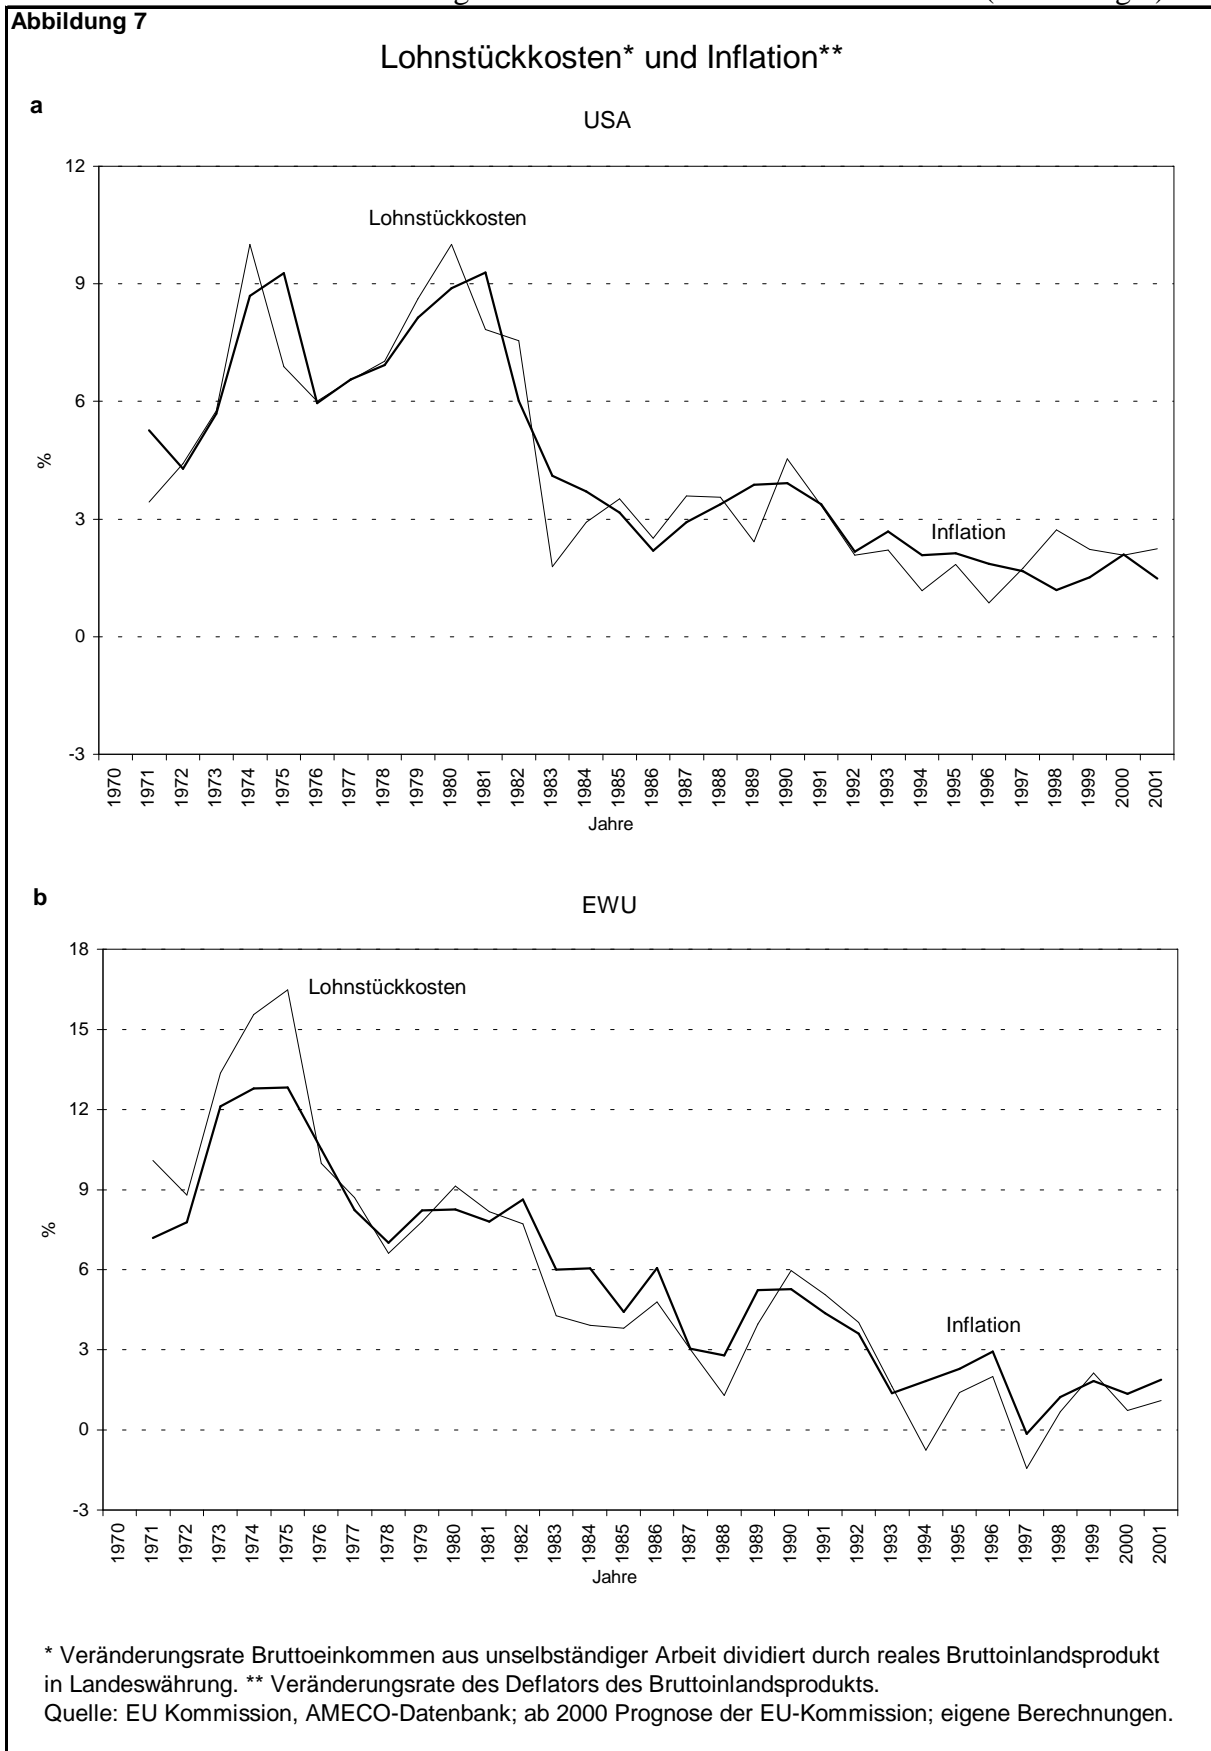 Abbildung 7
Lohnstückkosten* und Inflation**
a
USA
12
Lohnstückkosten
9
6
%
3
Inflation
0
-3
1970 1971 1972 1973 1974 1975 1976 1977 1978 1979 1980 1981 1982 1983 1984 1985 1986 1987 1988 1989 1990 1991 1992 1993 1994 1995 1996 1997 1998 1999 2000 2001
Jahre
b
EWU
18
Lohnstückkosten
15
12
9
%
6
Inflation
3
0
-3
1970 1971 1972 1973 1974 1975 1976 1977 1978 1979 1980 1981 1982 1983 1984 1985 1986 1987 1988 1989 1990 1991 1992 1993 1994 1995 1996 1997 1998 1999 2000 2001
Jahre
* Veränderungsrate Bruttoeinkommen aus unselbständiger Arbeit dividiert durch reales Bruttoinlandsprodukt
in Landeswährung. ** Veränderungsrate des Deflators des Bruttoinlandsprodukts.
Quelle: EU Kommission, AMECO-Datenbank; ab 2000 Prognose der EU-Kommission; eigene Berechnungen.